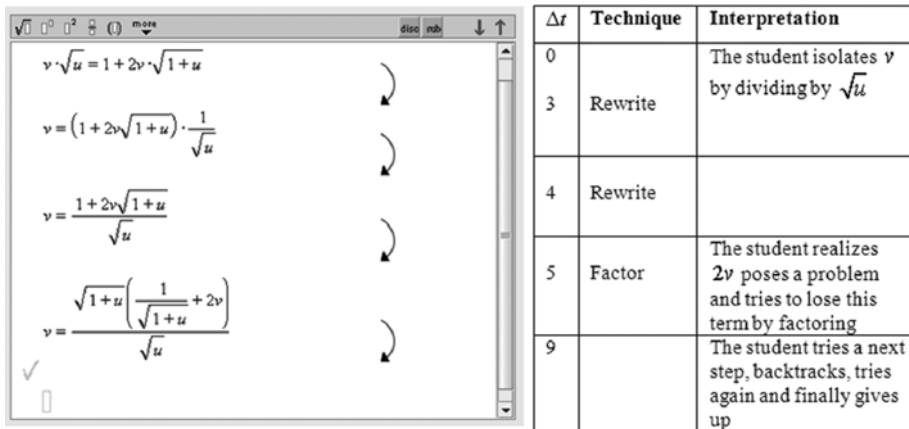 √▯ ▯⁰ ▯² ▯/▯ (▯) more disc sub ↓ ↑
v·√u = 1 + 2v·√(1+u)
v = (1 + 2v√(1+u)) · 1/√u
v = (1 + 2v√(1+u))/√u
v = (√(1+u)(1/√(1+u) + 2v))/√u
Δt Technique Interpretation
0 The student isolates v
by dividing by √u
3 Rewrite
4 Rewrite
The student realizes
5 Factor 2v poses a problem
and tries to lose this
term by factoring
9 The student tries a next
step, backtracks, tries
again and finally gives
up